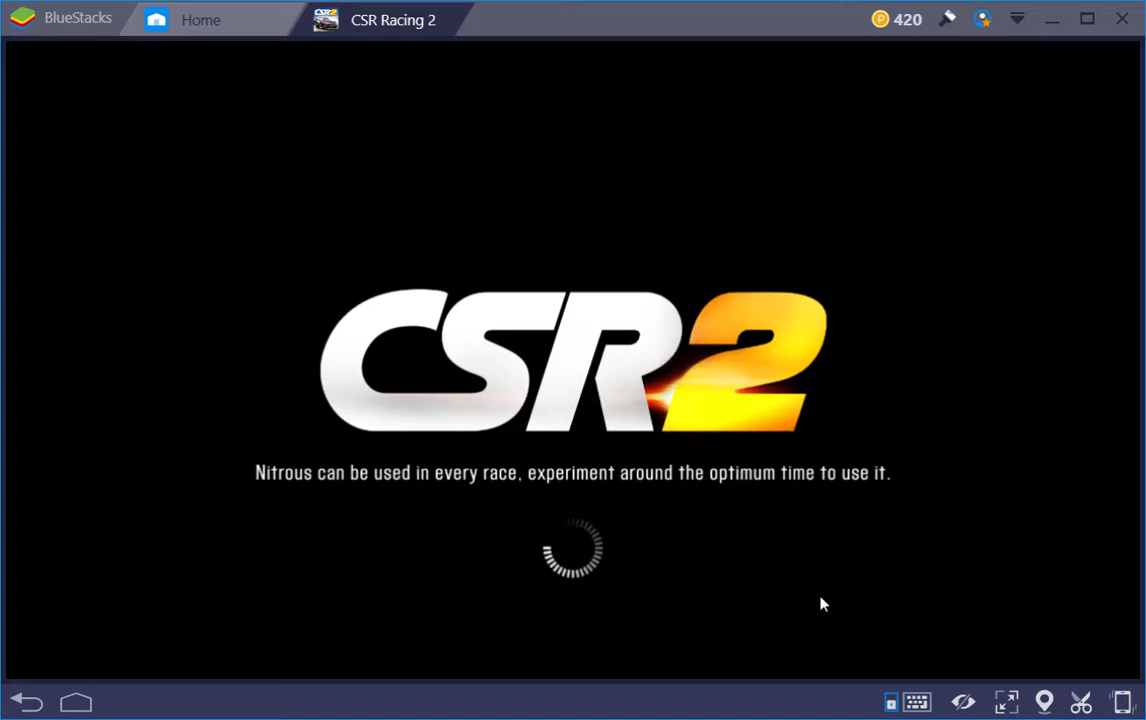 BlueStacks
Home
CSR Racing 2
420
CSR2
Nitrous can be used in every race, experiment around the optimum time to use it.